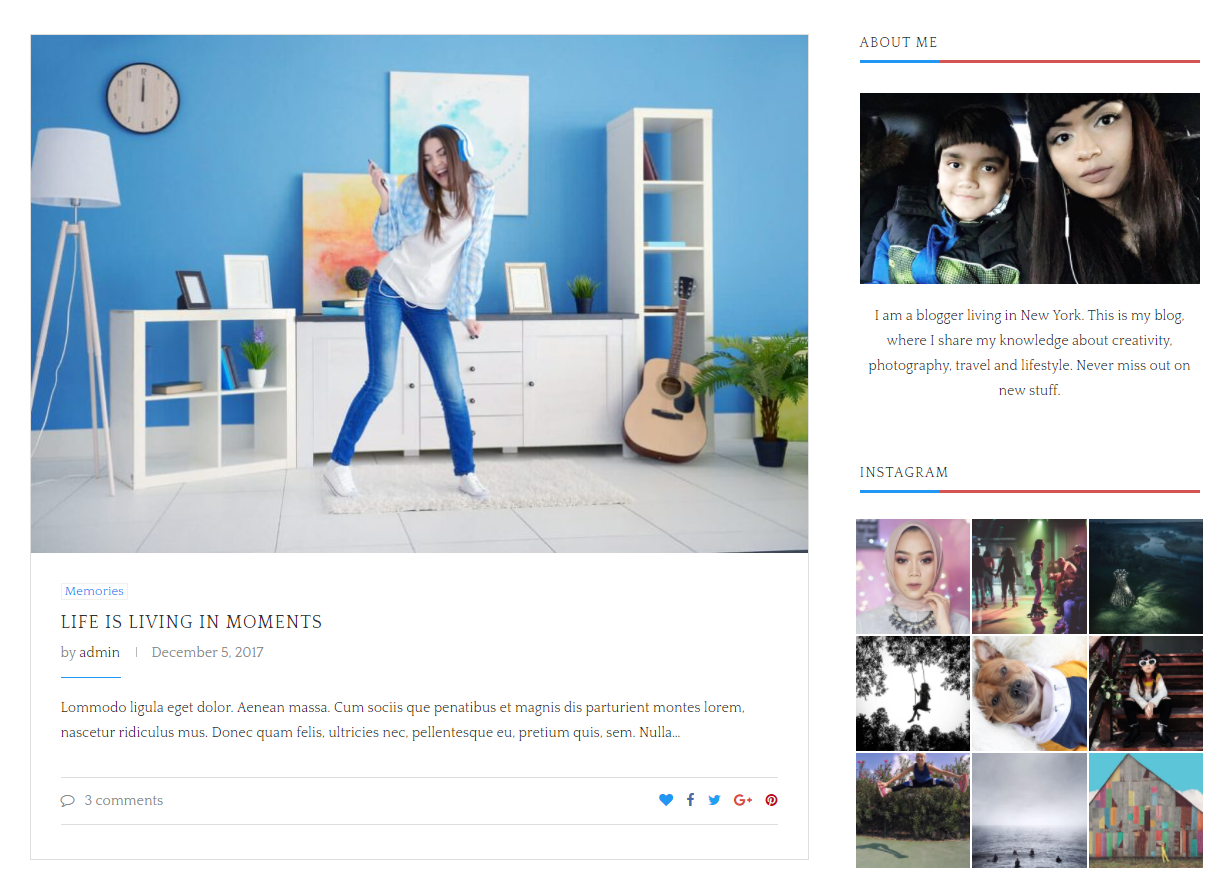 Memories
LIFE IS LIVING IN MOMENTS
by admin | December 5, 2017
Lommodo ligula eget dolor. Aenean massa. Cum sociis que penatibus et magnis dis parturient montes lorem,
nascetur ridiculus mus. Donec quam felis, ultricies nec, pellentesque eu, pretium quis, sem. Nulla...
3 comments
ABOUT ME
I am a blogger living in New York. This is my blog,
where I share my knowledge about creativity,
photography, travel and lifestyle. Never miss out on
new stuff.
INSTAGRAM